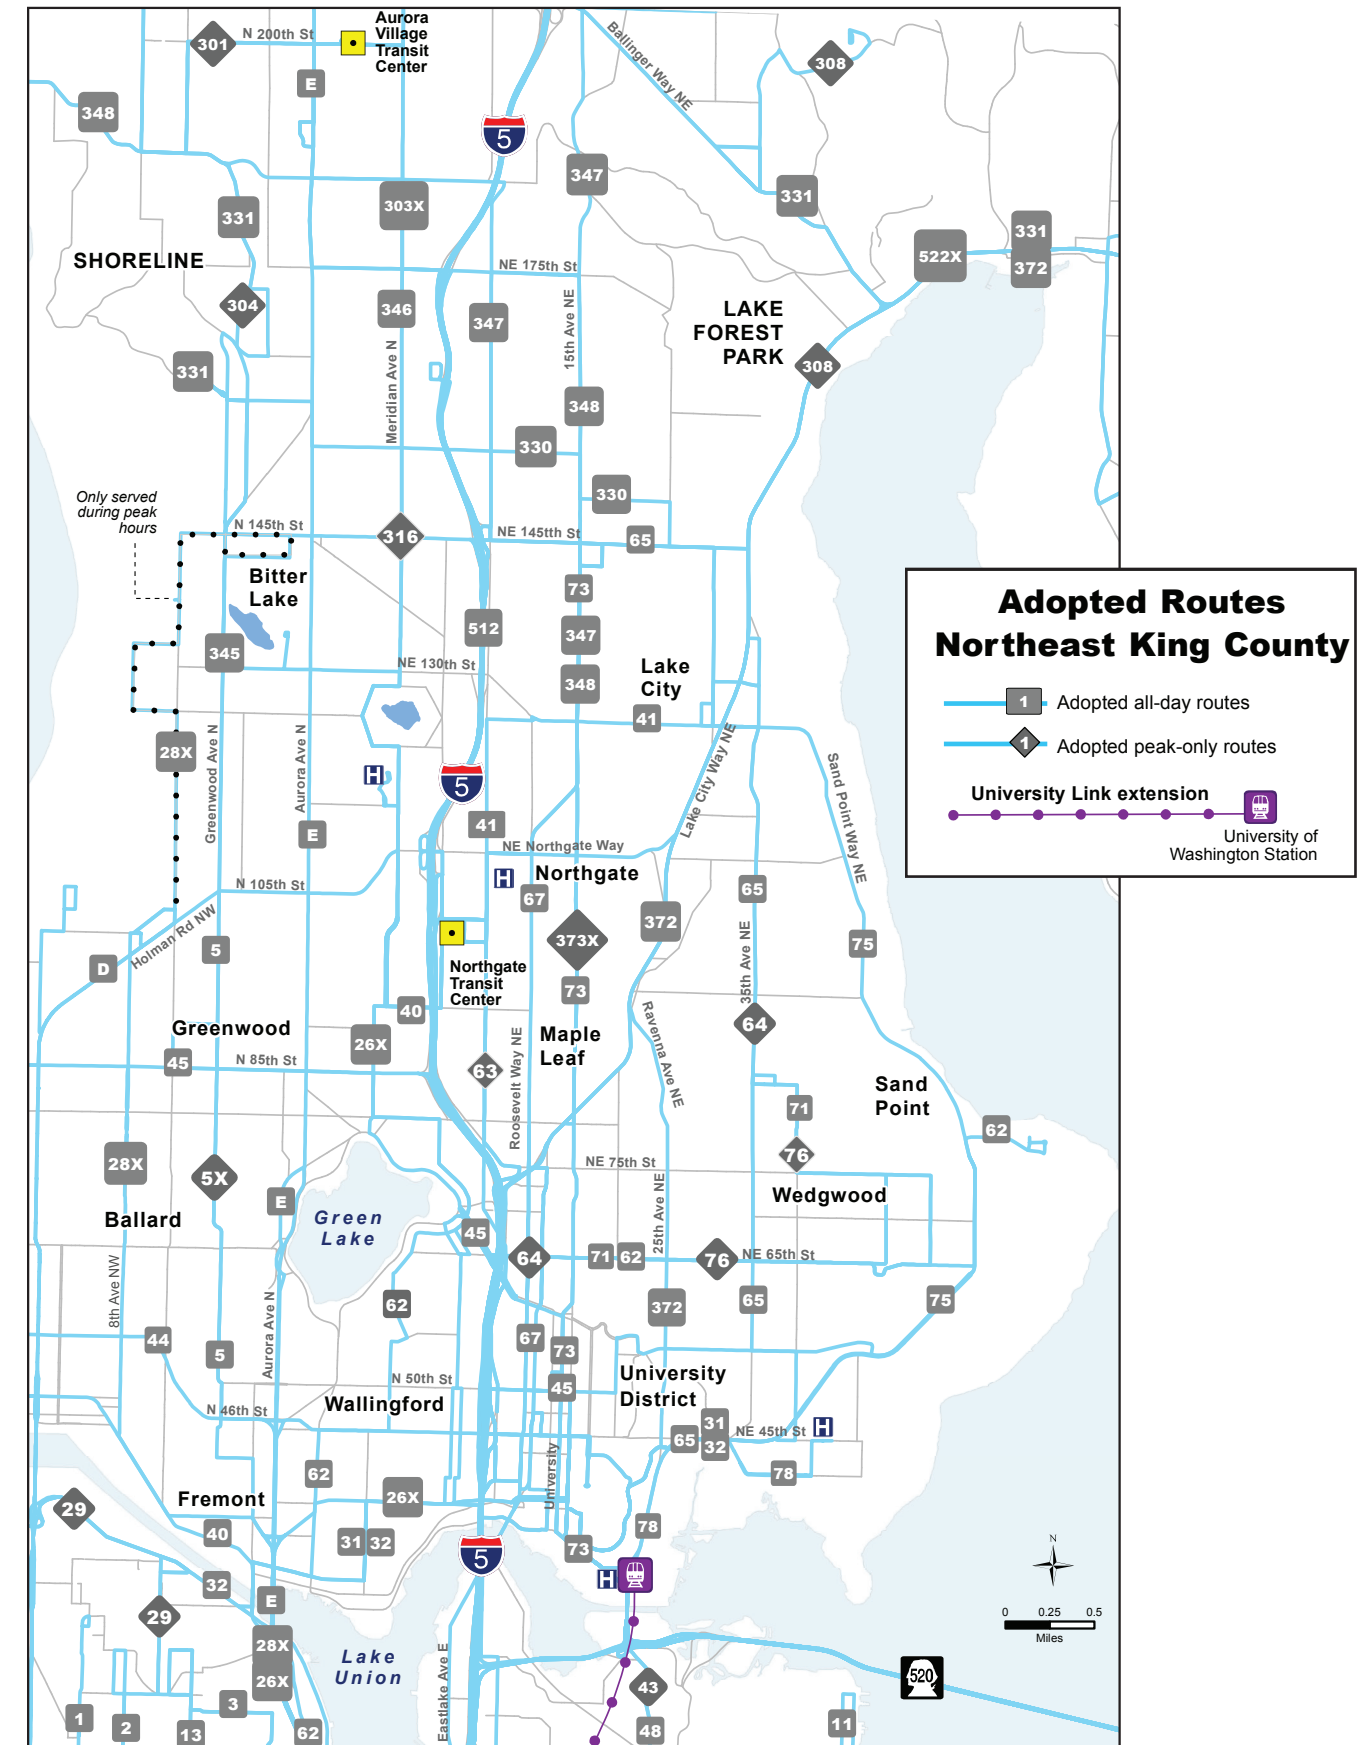 Aurora
Village
Transit
Center
301
N 200th St
E
308
Ballinger Way NE
348
5
347
331
331
303X
331
372
522X
SHORELINE
NE 175th St
304
346
347
15th Ave NE
LAKE
FOREST
PARK
308
331
Meridian Ave N
348
330
330
Only served
during peak
hours
N 145th St
316
NE 145tth St
65
Bitter
Lake
73
512
347
345
NE 130th St
348
Lake
City
41
28X
Greenwood Ave N
Aurora Ave N
H
5
Lake City Way NE
Sand Point Way NE
E
41
NE Northgate Way
H
Northgate
N 105th St
67
65
372
373X
Holman Rd NW
5
D
35th Ave NE
75
Northgate
Transit
Center
73
40
Greenwood
26X
Roosevelt Way NE
Maple
Leaf
Ravenna Ave NE
64
45
N 85th St
63
Sand
Point
71
62
28X
5X
76
NE 75th St
Wedgwood
E
Ballard
Green
Lake
45
25th Ave NE
64
71
62
76
NE 65th St
8th Ave NW
Aurora Ave N
62
372
65
75
44
5
67
73
N 50th St
45
University
District
Wallingford
N 46th St
31
32
65
NE 45th St
H
62
78
University
Fremont
26X
29
40
31
32
78
73
5
H
32
E
29
28X
26X
Lake
Union
Eastlake Ave E
43
520
1
2
13
3
62
48
11
N
0
0.25
0.5
Miles
Adopted Routes
Northeast King County
1
Adopted all-day routes
1
Adopted peak-only routes
University Link extension
University of
Washington Station